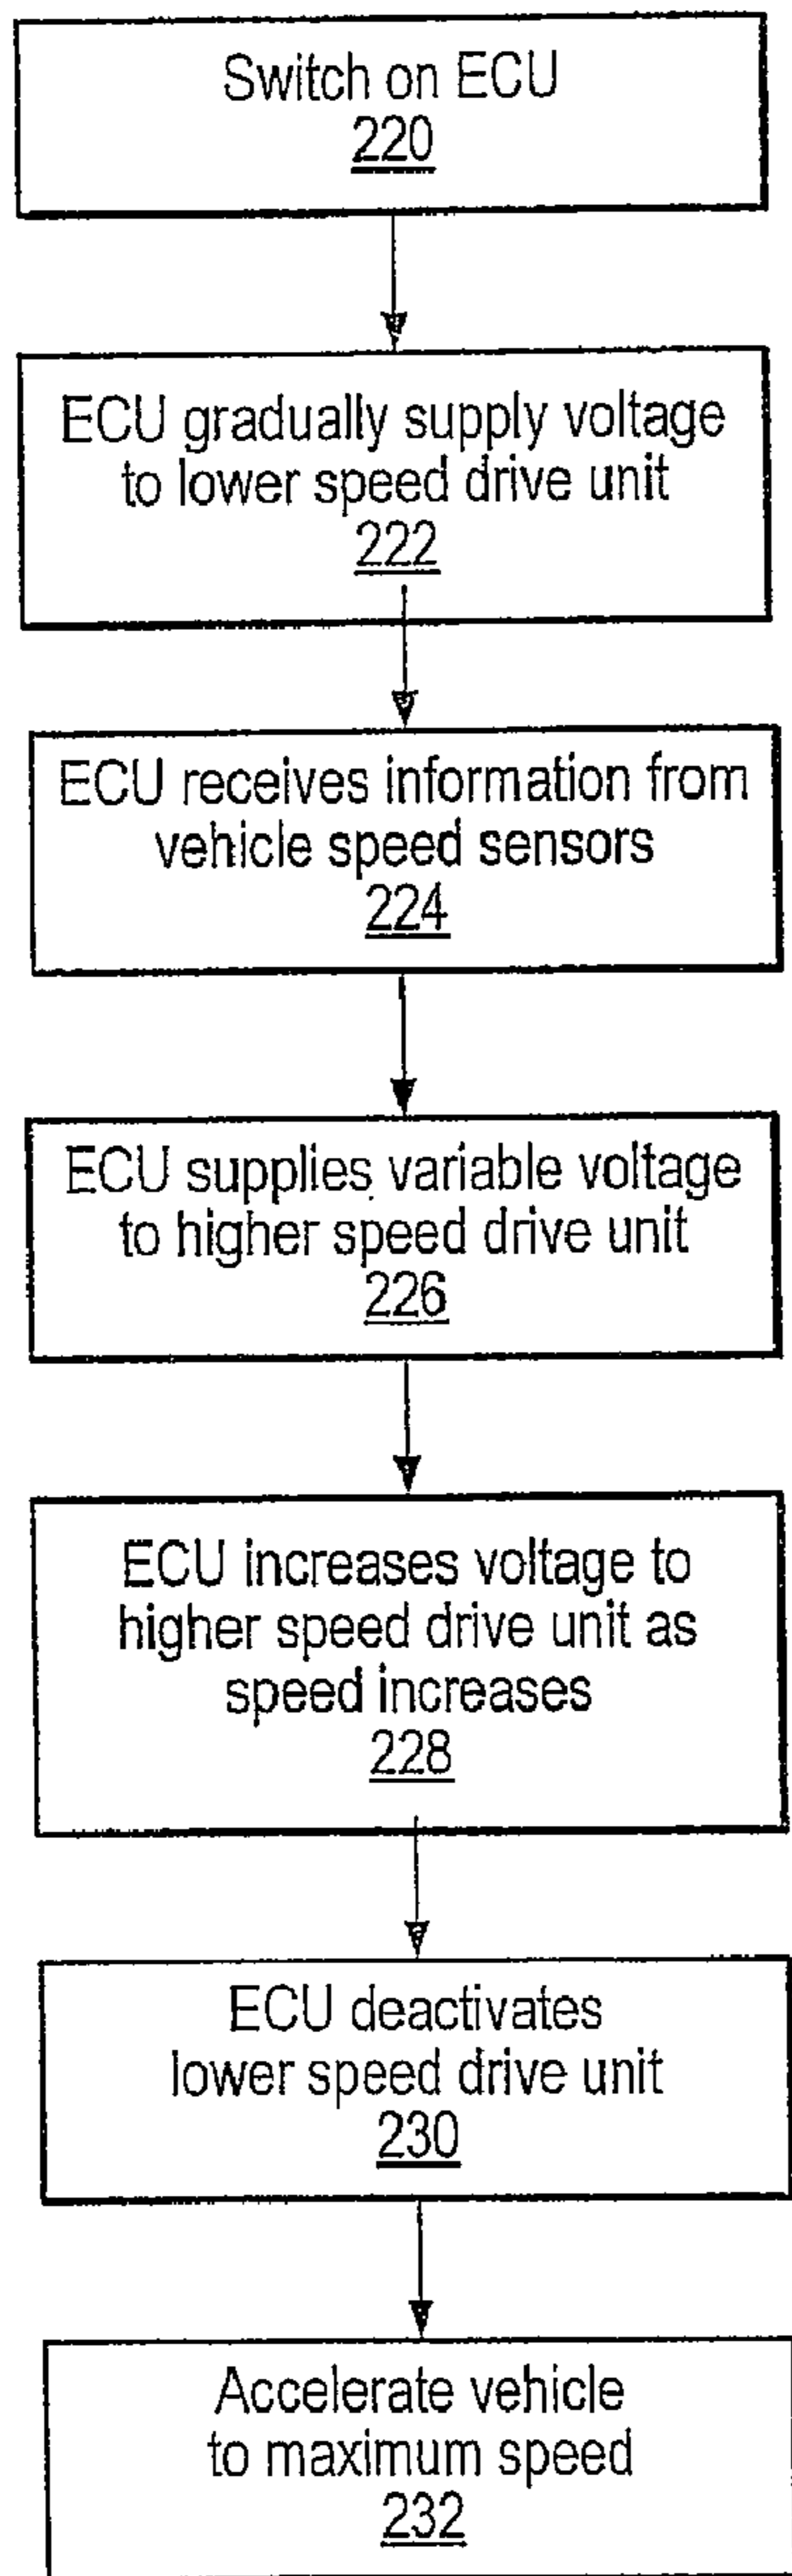 Switch on ECU
220
ECU gradually supply voltage
to lower speed drive unit
222
ECU receives information from
vehicle speed sensors
224
ECU supplies variable voltage
to higher speed drive unit
226
ECU increases voltage to
higher speed drive unit as
speed increases
228
ECU deactivates
lower speed drive unit
230
Accelerate vehicle
to maximum speed
232